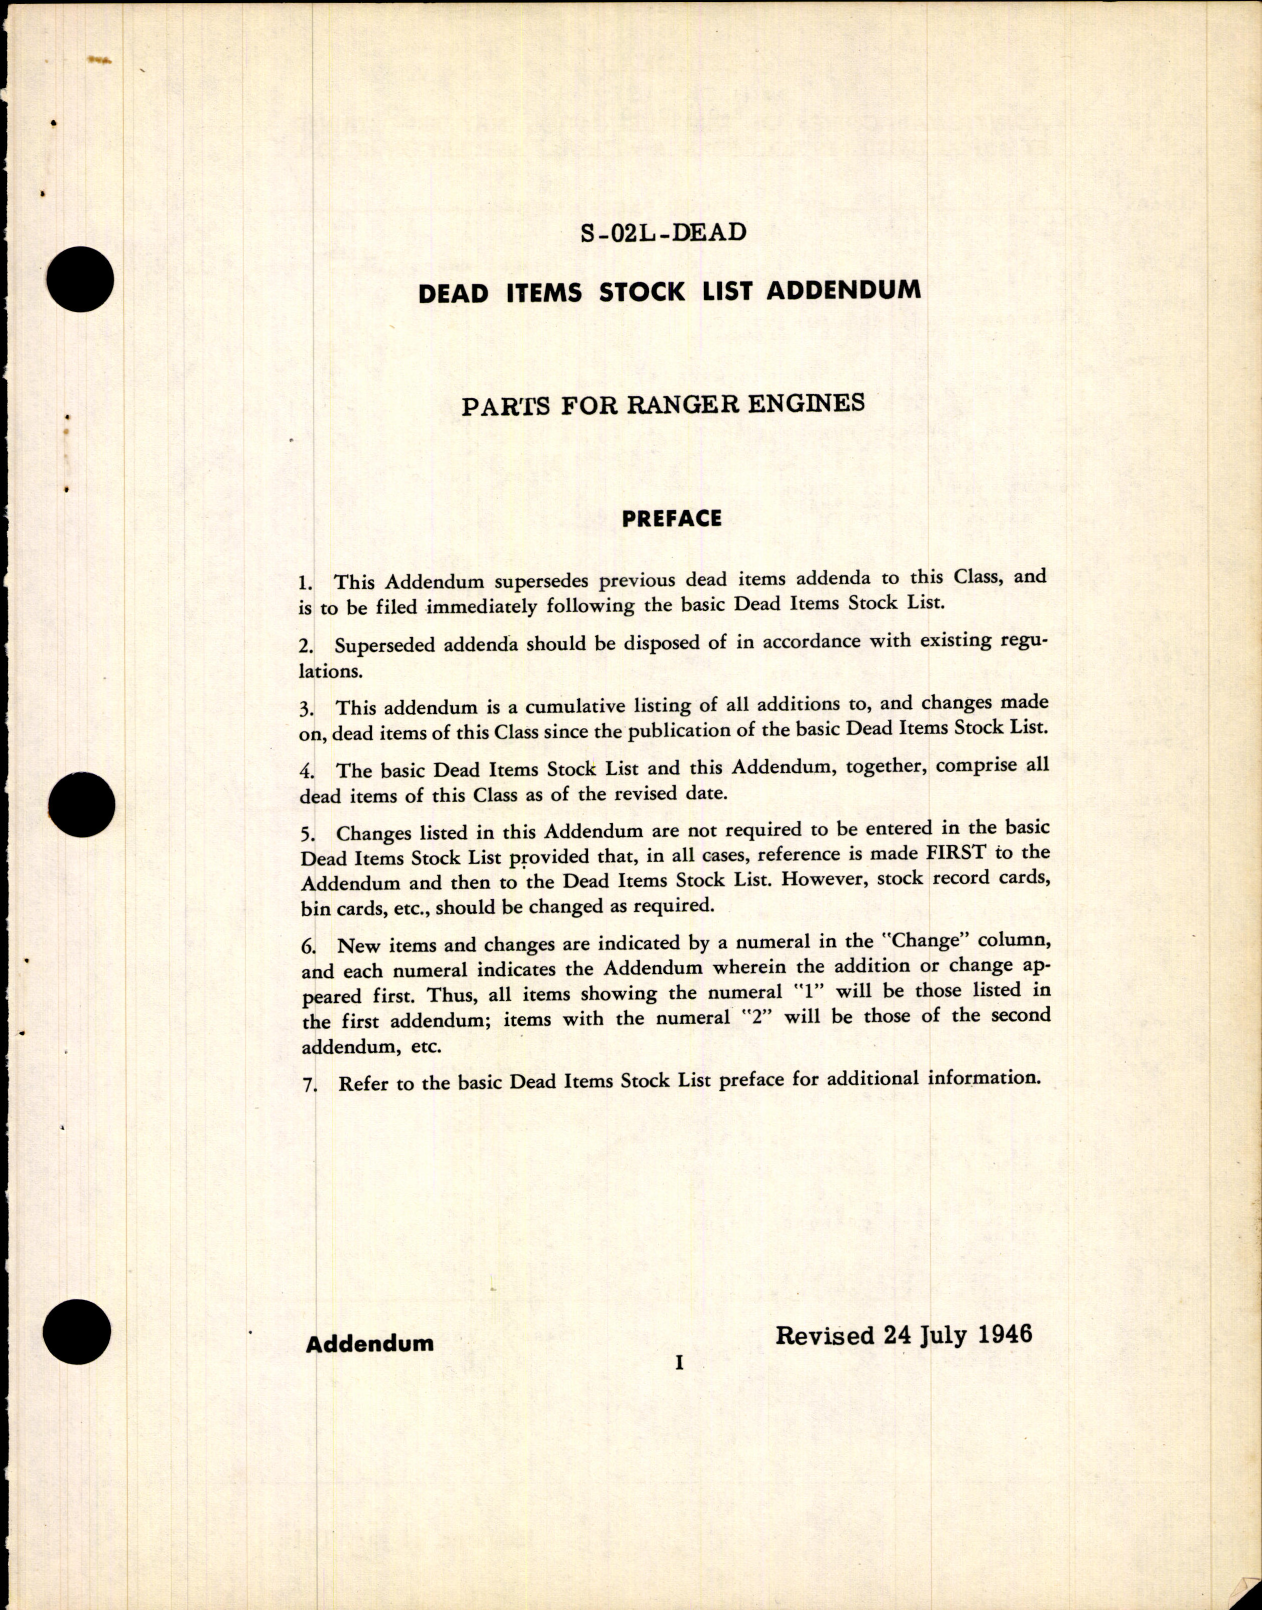 S-02L-DEAD
DEAD ITEMS STOCK LIST ADDENDUM
PARTS FOR RANGER ENGINES
PREFACE
1. This Addendum supersedes previous dead items addenda to this Class, and
is to be filed immediately following the basic Dead Items Stock List.
2. Superseded addenda should be disposed of in accordance with existing regu-
lations.
3. This addendum is a cumulative listing of all additions to, and changes made
on, dead items of this Class since the publication of the basic Dead Items Stock List.
4. The basic Dead Items Stock List and this Addendum, together, comprise all
dead items of this Class as of the revised date.
5. Changes listed in this Addendum are not required to be entered in the basic
Dead Items Stock List provided that, in all cases, reference is made FIRST to the
Addendum and then to the Dead Items Stock List. However, stock record cards,
bin cards, etc., should be changed as required.
6. New items and changes are indicated by a numeral in the "Change" column,
and each numeral indicates the Addendum wherein the addition or change ap-
peared first. Thus, all items showing the numeral "1" will be those listed in
the first addendum; items with the numeral "2" will be those of the second
addendum, etc.
7. Refer to the basic Dead Items Stock List preface for additional information.
Addendum
Revised 24 July 1946
I